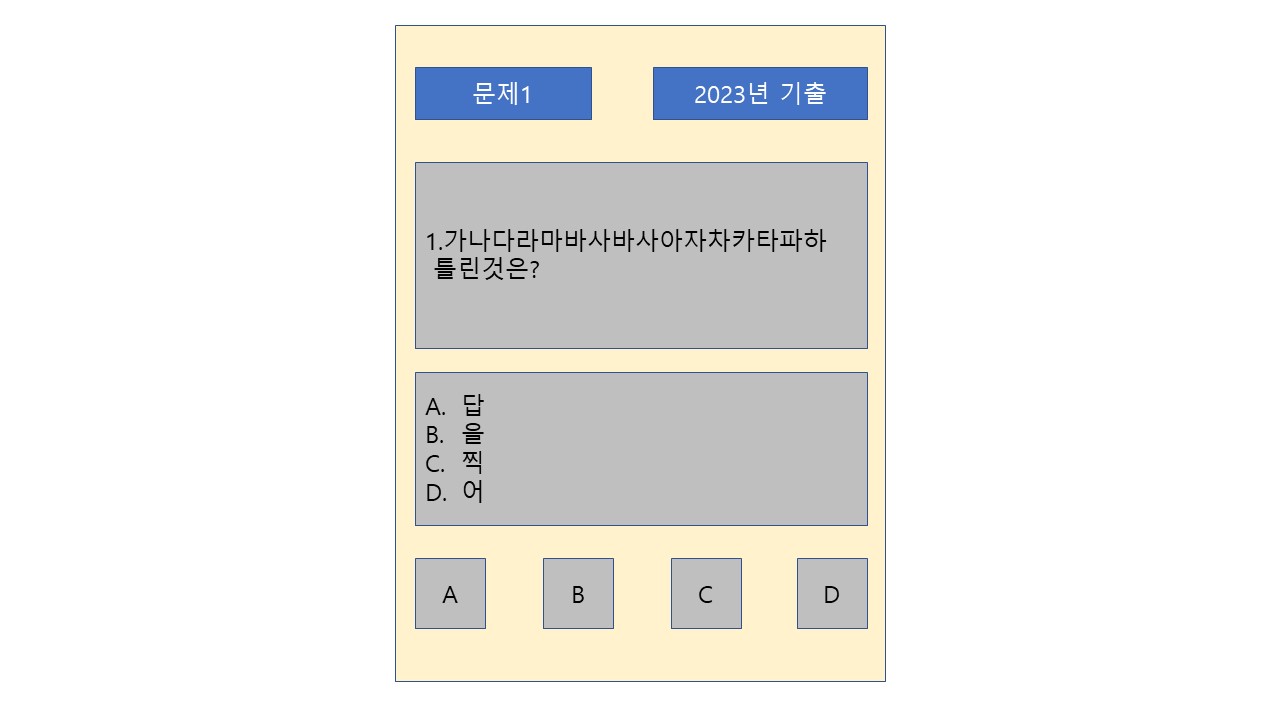 문제1
2023년 기출
1.가나다라마바사바사아자차카타파하
틀린것은?
A. 답
B. 을
C. 찍
D. 어
A
B
C
D